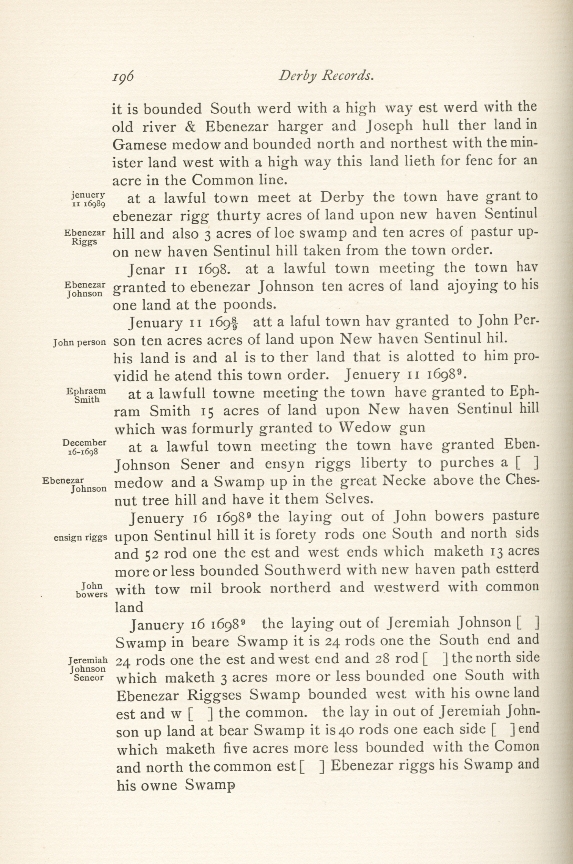 196 Derby Records.
it is bounded South werd with a high way est werd with the
old river & Ebenezar harger and Joseph hull ther land in
Gamese medow and bounded north and northest with the min-
ister land west with a high way this land lieth for fenc for an
acre in the Common line.
jenuery
11 16989
at a lawful town meet at Derby the town have grant to
ebenezar rigg thurty acres of land upon new haven Sentinul
Ebenezar
Riggs
hill and also 3 acres of loe swamp and ten acres of pastur up-
on new haven Sentinul hill taken from the town order.
Jenar 11 1698. at a lawful town meeting the town hav
Ebenezar
Johnson
granted to ebenezar Johnson ten acres of land ajoying to his
one land at the poonds.
Jenuary 11 169 8/9 att a laful town hav granted to John Per-
John person
son ten acres acres of land upon New haven Sentinul hil.
his land is and al is to ther land that is alotted to him pro-
vidid he atend this town order. Jenuery 11 1698⁹.
Ephraem
Smith
at a lawfull towne meeting the town have granted to Eph-
ram Smith 15 acres of land upon New haven Sentinul hill
which was formurly granted to Wedow gun
December
16-1698
at a lawful town meeting the town have granted Eben-
Johnson Sener and ensyn riggs liberty to purches a [ ]
Ebenezar
Johnson
medow and a Swamp up in the great Necke above the Ches-
nut tree hill and have it them Selves.
Jenuery 16 1698⁹ the laying out of John bowers pasture
ensign riggs
upon Sentinul hill it is forety rods one South and north sids
and 52 rod one the est and west ends which maketh 13 acres
more or less bounded Southwerd with new haven path estterd
John
bowers
with tow mil brook northerd and westwerd with common
land
January 16 1698⁹ the laying out of Jeremiah Johnson [ ]
Swamp in beare Swamp it is 24 rods one the South end and
Jeremiah
Johnson
Seneor
24 rods one the est and west end and 28 rod [ ] the north side
which maketh 3 acres more or less bounded one South with
Ebenezar Riggses Swamp bounded west with his owne land
est and w [ ] the common. the lay in out of Jeremiah John-
son up land at bear Swamp it is 40 rods one each side [ ] end
which maketh five acres more less bounded with the Comon
and north the common est [ ] Ebenezar riggs his Swamp and
his owne Swamp